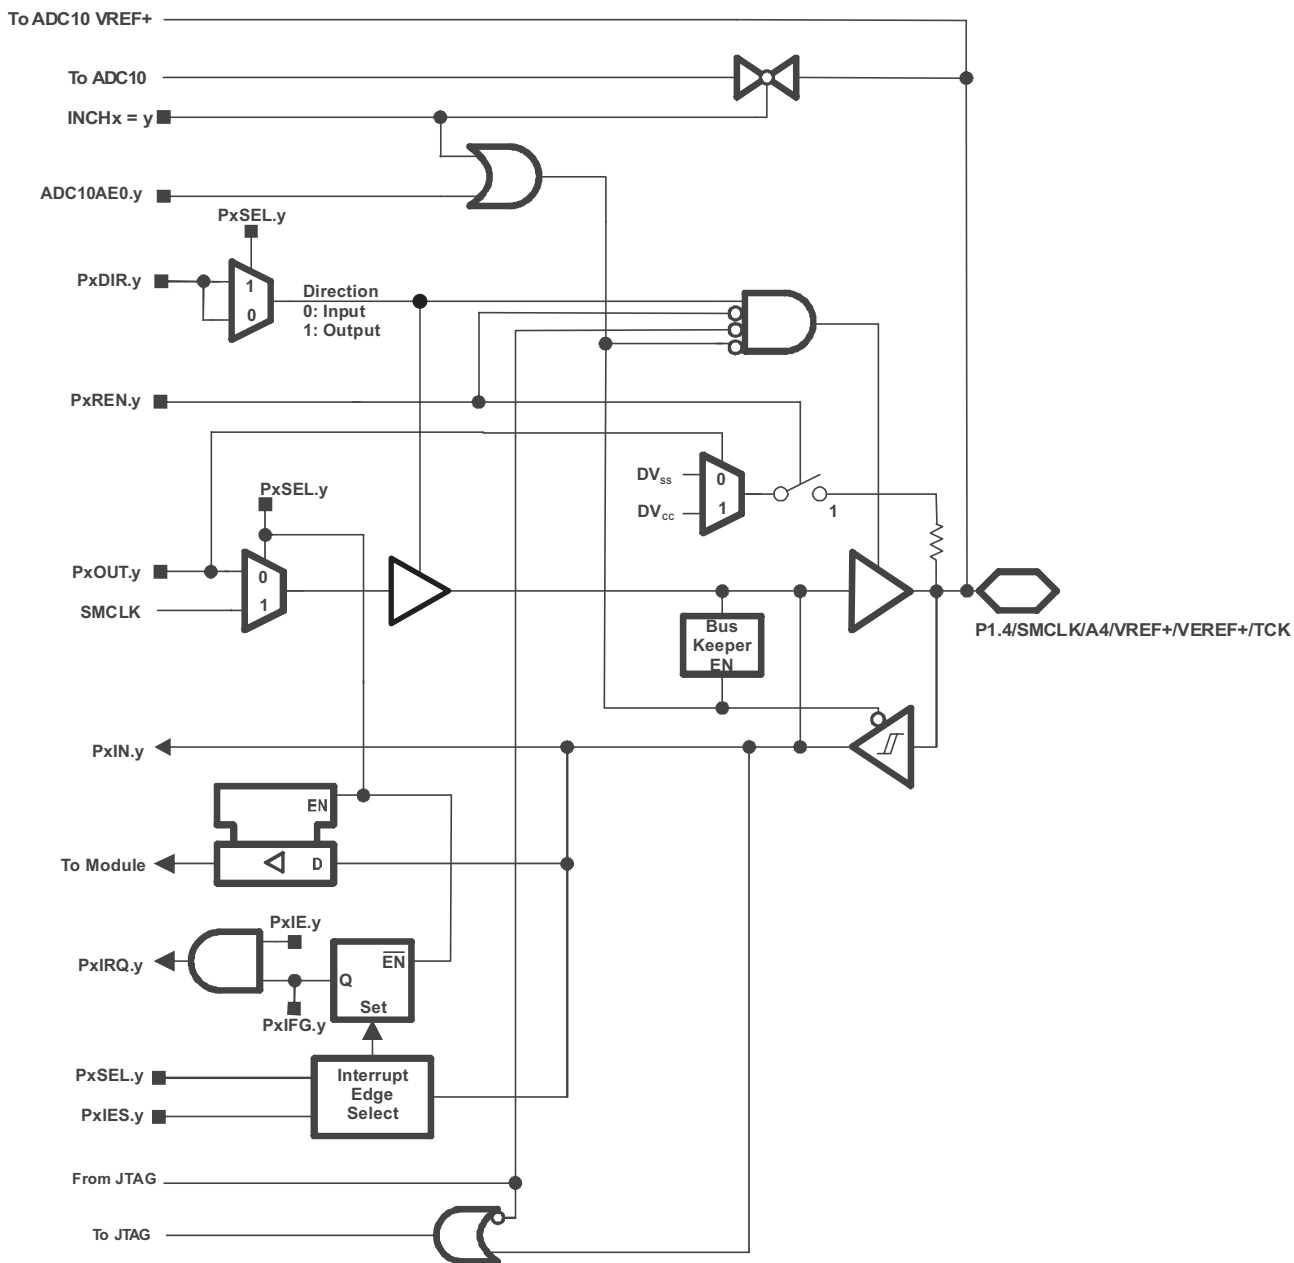 To ADC10 VREF+
To ADC10
INCHx = y
ADC10AE0.y
PxSEL.y
PxDIR.y
1
0
Direction
0: Input
1: Output
PxREN.y
DVSS
0
DVCC
1
1
PxSEL.y
PxOUT.y
0
SMCLK
1
Bus
Keeper
EN
P1.4/SMCLK/A4/VREF+/VEREF+/TCK
PxIN.y
EN
To Module
D
PxIE.y
PxIRQ.y
EN
Q
Set
PxIFG.y
PxSEL.y
PxIES.y
Interrupt
Edge
Select
From JTAG
To JTAG